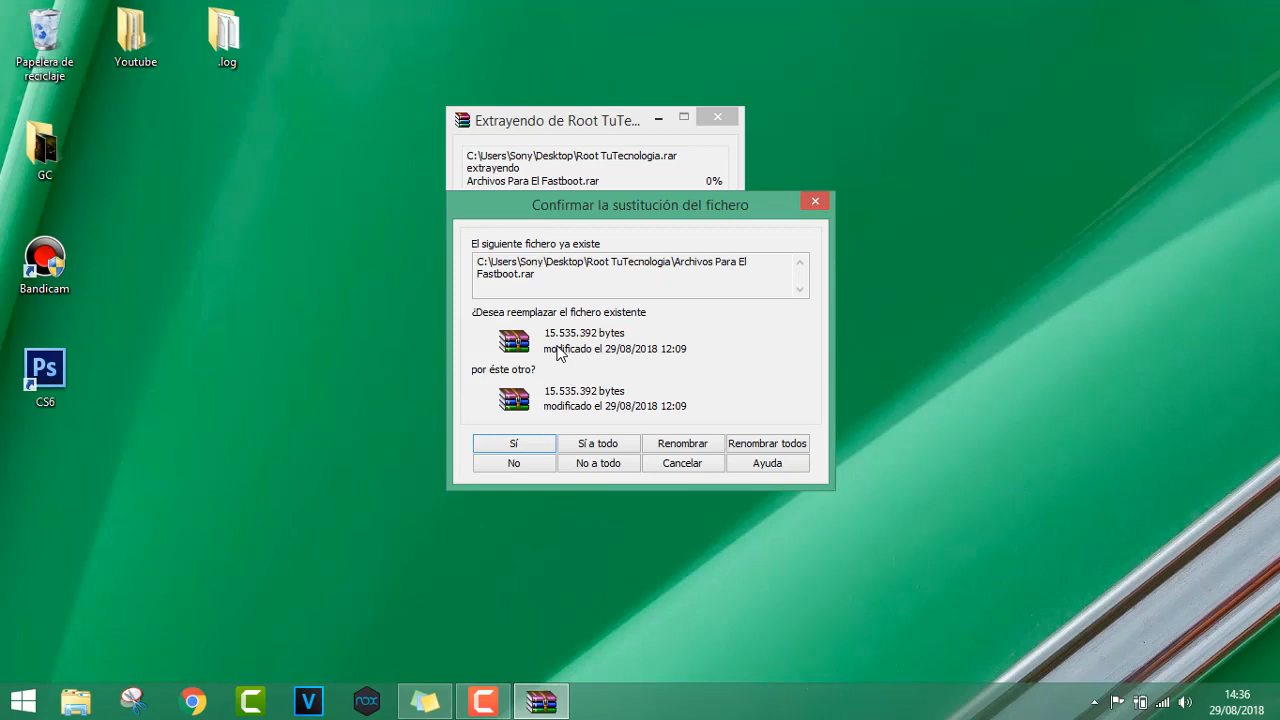 Papelera de
reciclaje
Youtube
.log
GC
Bandicam
Ps
CS6
Extrayendo de Root TuTe...
C:\Users\Sony\Desktop\Root TuTecnologia.rar
extrayendo
Archivos Para El Fastboot.rar 0%
Confirmar la sustitución del fichero
El siguiente fichero ya existe
C:\Users\Sony\Desktop\Root TuTecnologia\Archivos Para El
Fastboot.rar
¿Desea reemplazar el fichero existente
15.535.392 bytes
modificado el 29/08/2018 12:09
por éste otro?
15.535.392 bytes
modificado el 29/08/2018 12:09
Sí Sí a todo Renombrar Renombrar todos
No No a todo Cancelar Ayuda
V
nox
14:36
29/08/2018